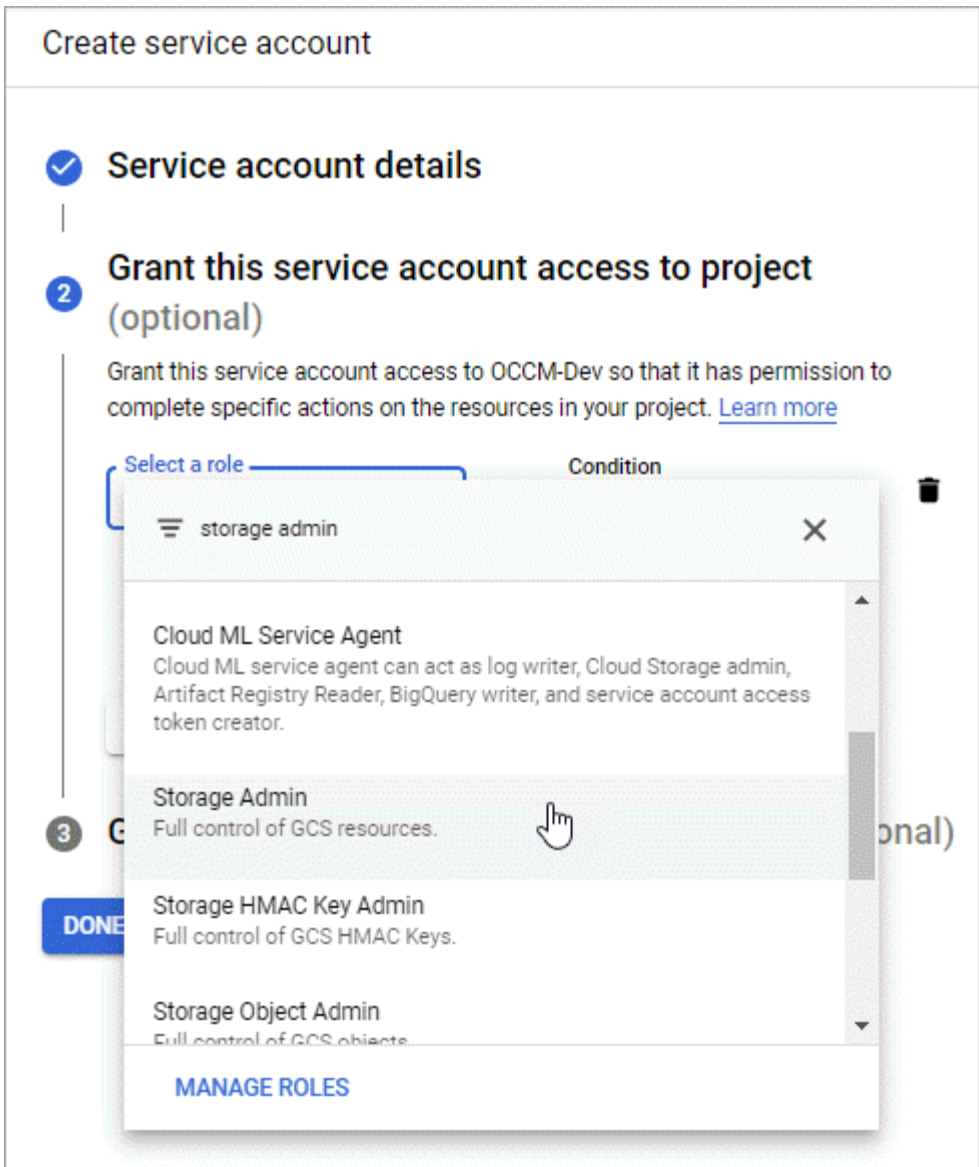 Create service account
Service account details
2
Grant this service account access to project
(optional)
Grant this service account access to OCCM-Dev so that it has permission to
complete specific actions on the resources in your project. Learn more
Select a role
Condition
storage admin
Cloud ML Service Agent
Cloud ML service agent can act as log writer, Cloud Storage admin,
Artifact Registry Reader, BigQuery writer, and service account access
token creator.
Storage Admin
Full control of GCS resources.
3
G
onal)
Storage HMAC Key Admin
Full control of GCS HMAC Keys.
DONE
Storage Object Admin
Full control of GCS objects
MANAGE ROLES